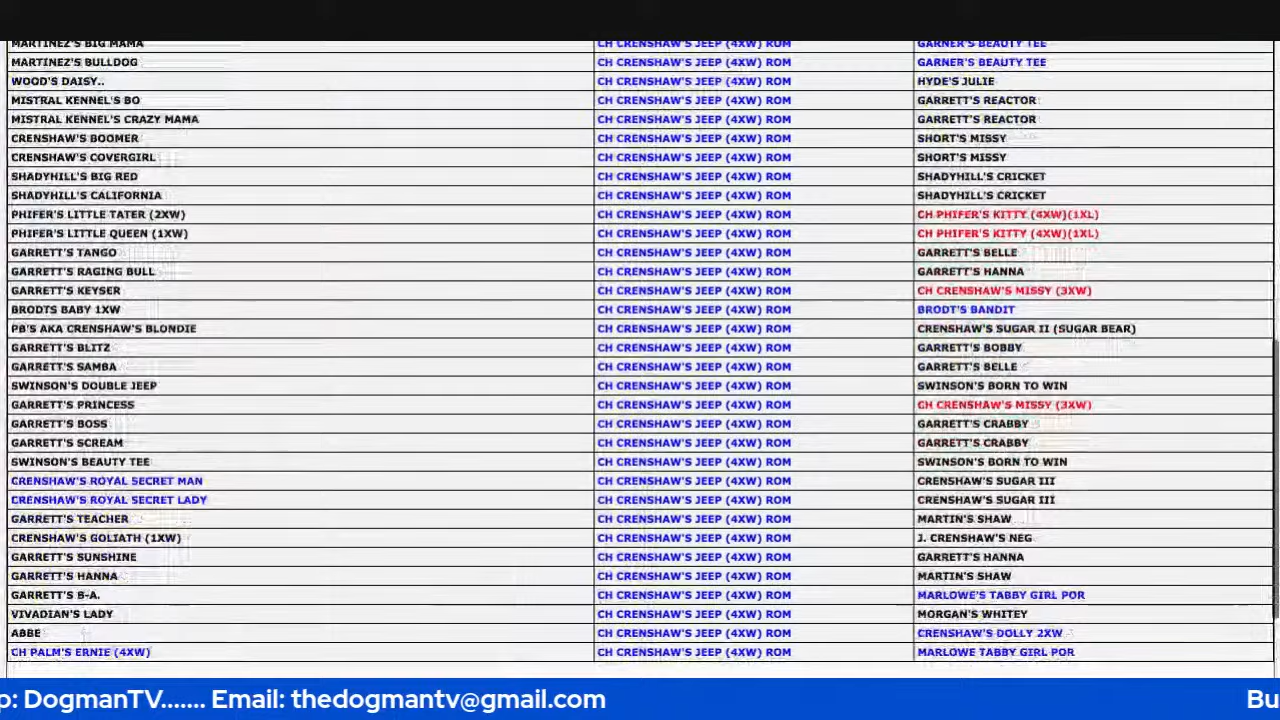 MARTINEZ'S BIG MAMA CH CRENSHAW'S JEEP (4XW) ROM GARNER'S BEAUTY TEE
MARTINEZ'S BULLDOG CH CRENSHAW'S JEEP (4XW) ROM GARNER'S BEAUTY TEE
WOOD'S DAISY.. CH CRENSHAW'S JEEP (4XW) ROM HYDE'S JULIE
MISTRAL KENNEL'S BO CH CRENSHAW'S JEEP (4XW) ROM GARRETT'S REACTOR
MISTRAL KENNEL'S CRAZY MAMA CH CRENSHAW'S JEEP (4XW) ROM GARRETT'S REACTOR
CRENSHAW'S BOOMER CH CRENSHAW'S JEEP (4XW) ROM SHORT'S MISSY
CRENSHAW'S COVERGIRL CH CRENSHAW'S JEEP (4XW) ROM SHORT'S MISSY
SHADYHILL'S BIG RED CH CRENSHAW'S JEEP (4XW) ROM SHADYHILL'S CRICKET
SHADYHILL'S CALIFORNIA CH CRENSHAW'S JEEP (4XW) ROM SHADYHILL'S CRICKET
PHIFER'S LITTLE TATER (2XW) CH CRENSHAW'S JEEP (4XW) ROM CH PHIFER'S KITTY (4XW)(1XL)
PHIFER'S LITTLE QUEEN (1XW) CH CRENSHAW'S JEEP (4XW) ROM CH PHIFER'S KITTY (4XW)(1XL)
GARRETT'S TANGO CH CRENSHAW'S JEEP (4XW) ROM GARRETT'S BELLE
GARRETT'S RAGING BULL CH CRENSHAW'S JEEP (4XW) ROM GARRETT'S HANNA
GARRETT'S KEYSER CH CRENSHAW'S JEEP (4XW) ROM CH CRENSHAW'S MISSY (3XW)
BRODTS BABY 1XW CH CRENSHAW'S JEEP (4XW) ROM BRODT'S BANDIT
PB'S AKA CRENSHAW'S BLONDIE CH CRENSHAW'S JEEP (4XW) ROM CRENSHAW'S SUGAR II (SUGAR BEAR)
GARRETT'S BLITZ CH CRENSHAW'S JEEP (4XW) ROM GARRETT'S BOBBY
GARRETT'S SAMBA CH CRENSHAW'S JEEP (4XW) ROM GARRETT'S BELLE
SWINSON'S DOUBLE JEEP CH CRENSHAW'S JEEP (4XW) ROM SWINSON'S BORN TO WIN
GARRETT'S PRINCESS CH CRENSHAW'S JEEP (4XW) ROM CH CRENSHAW'S MISSY (3XW)
GARRETT'S BOSS CH CRENSHAW'S JEEP (4XW) ROM GARRETT'S CRABBY
GARRETT'S SCREAM CH CRENSHAW'S JEEP (4XW) ROM GARRETT'S CRABBY
SWINSON'S BEAUTY TEE CH CRENSHAW'S JEEP (4XW) ROM SWINSON'S BORN TO WIN
CRENSHAW'S ROYAL SECRET MAN CH CRENSHAW'S JEEP (4XW) ROM CRENSHAW'S SUGAR III
CRENSHAW'S ROYAL SECRET LADY CH CRENSHAW'S JEEP (4XW) ROM CRENSHAW'S SUGAR III
GARRETT'S TEACHER CH CRENSHAW'S JEEP (4XW) ROM MARTIN'S SHAW
CRENSHAW'S GOLIATH (1XW) CH CRENSHAW'S JEEP (4XW) ROM J. CRENSHAW'S NEG
GARRETT'S SUNSHINE CH CRENSHAW'S JEEP (4XW) ROM GARRETT'S HANNA
GARRETT'S HANNA CH CRENSHAW'S JEEP (4XW) ROM MARTIN'S SHAW
GARRETT'S B-A. CH CRENSHAW'S JEEP (4XW) ROM MARLOWE'S TABBY GIRL POR
VIVADIAN'S LADY CH CRENSHAW'S JEEP (4XW) ROM MORGAN'S WHITEY
ABBE CH CRENSHAW'S JEEP (4XW) ROM CRENSHAW'S DOLLY 2XW
CH PALM'S ERNIE (4XW) CH CRENSHAW'S JEEP (4XW) ROM MARLOWE TABBY GIRL POR
p: DogmanTV....... Email: thedogmantv@gmail.com Bu